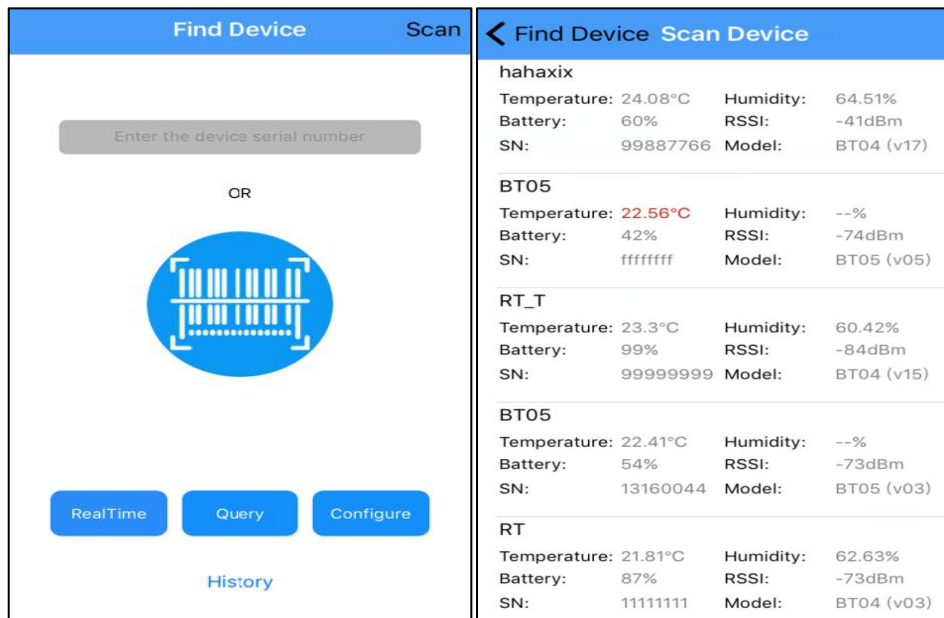 Find Device Scan
Enter the device serial number
OR
RealTime Query Configure
History
Find Device Scan Device
hahaxix
Temperature: 24.08°C Humidity: 64.51%
Battery: 60% RSSI: -41dBm
SN: 99887766 Model: BT04 (v17)
BT05
Temperature: 22.56°C Humidity: --%
Battery: 42% RSSI: -74dBm
SN: ffffffff Model: BT05 (v05)
RT_T
Temperature: 23.3°C Humidity: 60.42%
Battery: 99% RSSI: -84dBm
SN: 99999999 Model: BT04 (v15)
BT05
Temperature: 22.41°C Humidity: --%
Battery: 54% RSSI: -73dBm
SN: 13160044 Model: BT05 (v03)
RT
Temperature: 21.81°C Humidity: 62.63%
Battery: 87% RSSI: -73dBm
SN: 11111111 Model: BT04 (v03)